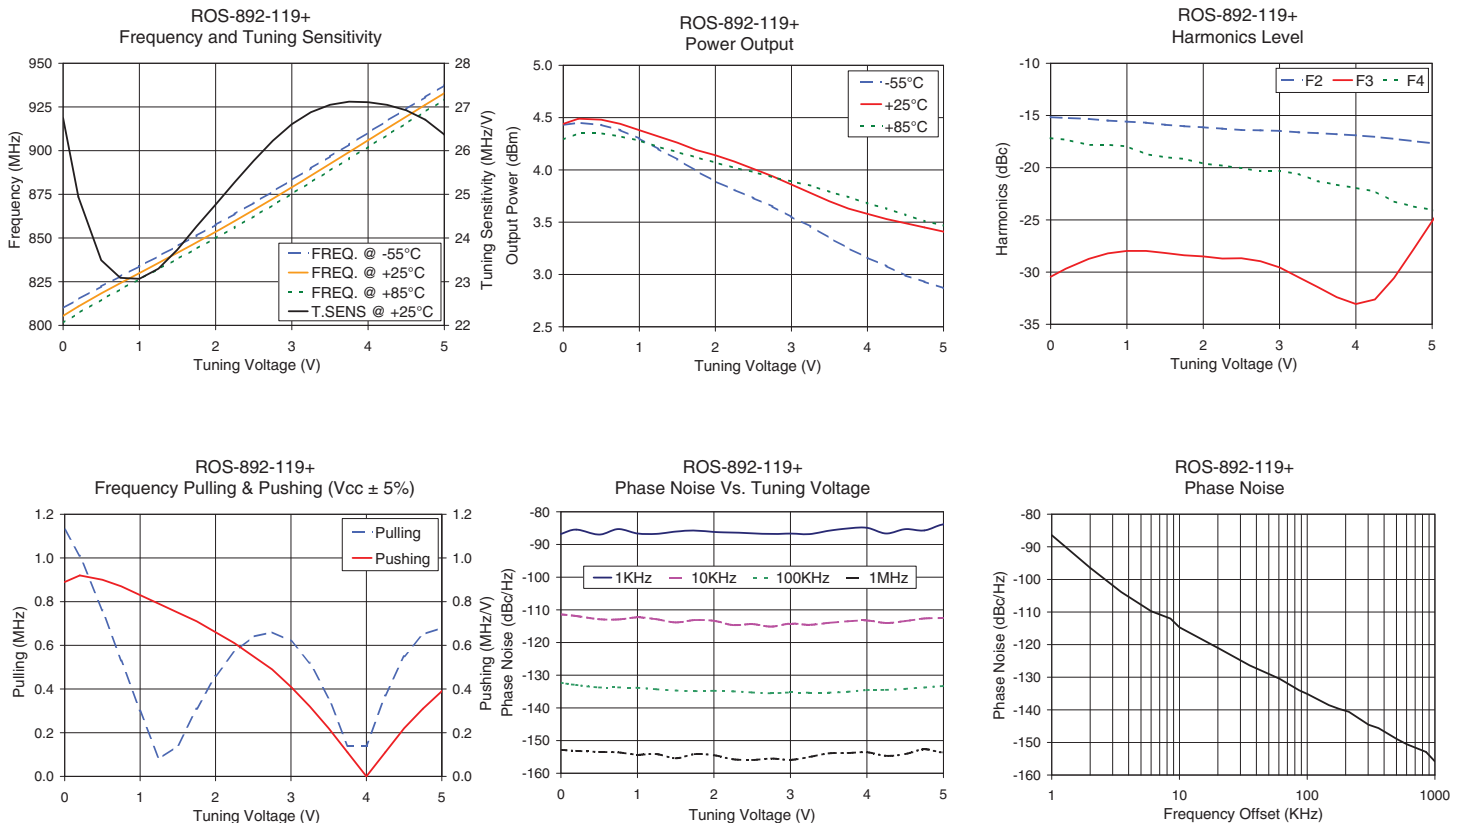 ROS-892-119+
Frequency and Tuning Sensitivity
950
925
900
875
850
825
800
28
27
26
25
24
23
22
Frequency (MHz)
Tuning Sensitivity (MHz/V)
FREQ. @ -55°C
FREQ. @ +25°C
FREQ. @ +85°C
T.SENS @ +25°C
0 1 2 3 4 5
Tuning Voltage (V)
ROS-892-119+
Power Output
5.0
4.5
4.0
3.5
3.0
2.5
Output Power (dBm)
-55°C
+25°C
+85°C
0 1 2 3 4 5
Tuning Voltage (V)
ROS-892-119+
Harmonics Level
-10
-15
-20
-25
-30
-35
Harmonics (dBc)
F2 F3 F4
0 1 2 3 4 5
Tuning Voltage (V)
ROS-892-119+
Frequency Pulling & Pushing (Vcc ± 5%)
1.2
1.0
0.8
0.6
0.4
0.2
0.0
1.2
1.0
0.8
0.6
0.4
0.2
0.0
Pulling (MHz)
Pushing (MHz/V)
Pulling
Pushing
0 1 2 3 4 5
Tuning Voltage (V)
ROS-892-119+
Phase Noise Vs. Tuning Voltage
-80
-90
-100
-110
-120
-130
-140
-150
-160
Phase Noise (dBc/Hz)
1KHz 10KHz 100KHz 1MHz
0 1 2 3 4 5
Tuning Voltage (V)
ROS-892-119+
Phase Noise
-80
-90
-100
-110
-120
-130
-140
-150
-160
Phase Noise (dBc/Hz)
1 10 100 1000
Frequency Offset (KHz)